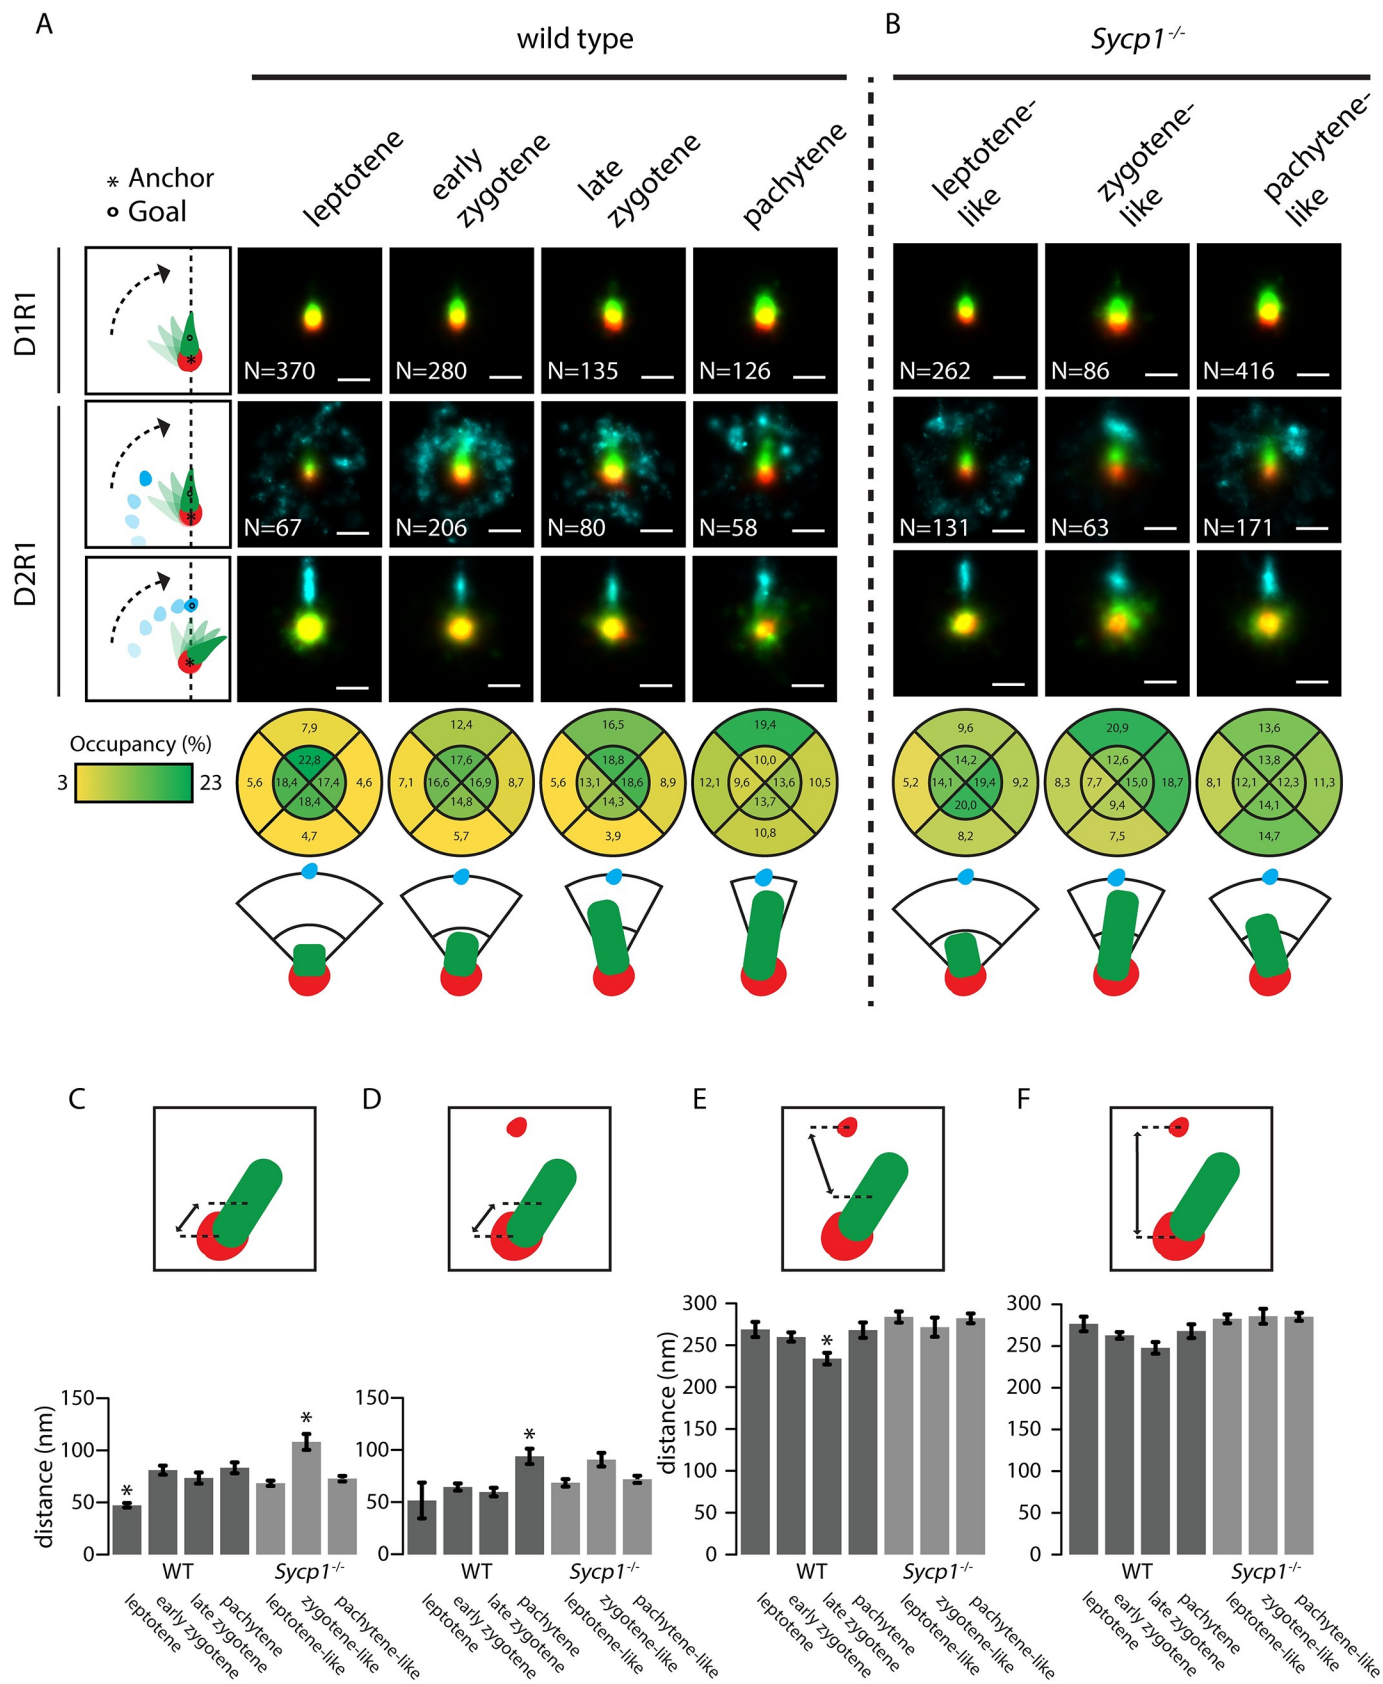 A
wild type
B
Sycp1-/-
* Anchor
o Goal
leptotene
early
zygotene
late
zygotene
pachytene
leptotene-
like
zygotene-
like
pachytene-
like
D1R1
N=370
N=280
N=135
N=126
N=262
N=86
N=416
D2R1
N=67
N=206
N=80
N=58
N=131
N=63
N=171
Occupancy (%)
3
23
7,9
22,8
5,6
18,4
17,4
4,6
18,4
4,7
12,4
17,6
7,1
16,6
16,9
8,7
14,8
5,7
16,5
18,8
5,6
13,1
18,6
8,9
14,3
3,9
19,4
10,0
12,1
9,6
13,6
10,5
13,7
10,8
9,6
14,2
5,2
14,1
19,4
9,2
20,0
8,2
20,9
12,6
8,3
7,7
15,0
18,7
9,4
7,5
13,6
13,8
8,1
12,1
12,3
11,3
14,1
14,7
C
distance (nm)
150
100
50
0
*
*
WT
Sycp1-/-
leptotene
early zygotene
late zygotene
pachytene
leptotene-like
zygotene-like
pachytene-like
D
150
100
50
0
*
WT
Sycp1-/-
leptotene
early zygotene
late zygotene
pachytene
leptotene-like
zygotene-like
pachytene-like
E
distance (nm)
300
250
200
150
100
50
0
*
WT
Sycp1-/-
leptotene
early zygotene
late zygotene
pachytene
leptotene-like
zygotene-like
pachytene-like
F
300
250
200
150
100
50
0
WT
Sycp1-/-
leptotene
early zygotene
late zygotene
pachytene
leptotene-like
zygotene-like
pachytene-like